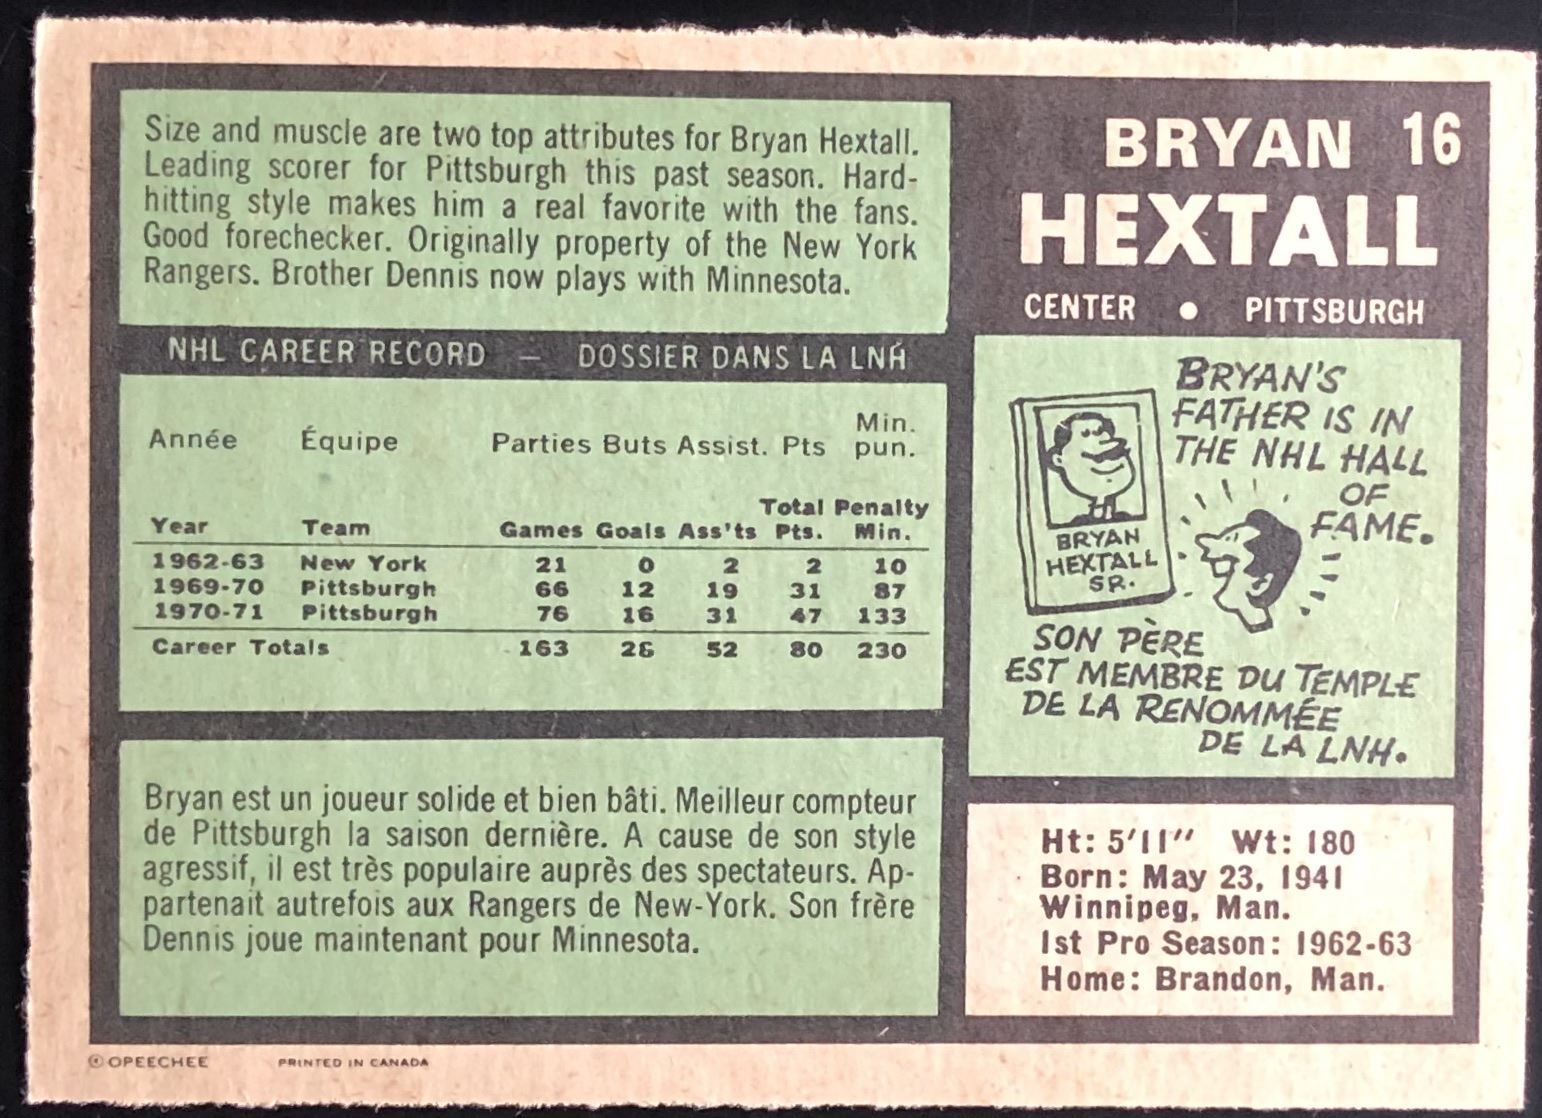 Size and muscle are two top attributes for Bryan Hextall.
Leading scorer for Pittsburgh this past season. Hard-
hitting style makes him a real favorite with the fans.
Good forechecker. Originally property of the New York
Rangers. Brother Dennis now plays with Minnesota.
BRYAN 16
HEXTALL
CENTER • PITTSBURGH
NHL CAREER RECORD — DOSSIER DANS LA LNH
Année Équipe Parties Buts Assist. Pts Min. pun.
Year Team Games Goals Ass'ts Total Pts. Penalty Min.
1962-63 New York 21 0 2 2 10
1969-70 Pittsburgh 66 12 19 31 87
1970-71 Pittsburgh 76 16 31 47 133
Career Totals 163 28 52 80 230
BRYAN'S
FATHER IS IN
THE NHL HALL
OF
FAME.
BRYAN
HEXTALL
SR.
SON PÈRE
EST MEMBRE DU TEMPLE
DE LA RENOMMÉE
DE LA LNH.
Bryan est un joueur solide et bien bâti. Meilleur compteur
de Pittsburgh la saison dernière. A cause de son style
agressif, il est très populaire auprès des spectateurs. Ap-
partenait autrefois aux Rangers de New-York. Son frère
Dennis joue maintenant pour Minnesota.
Ht: 5'11" Wt: 180
Born: May 23, 1941
Winnipeg, Man.
1st Pro Season: 1962-63
Home: Brandon, Man.
© OPEECHEE PRINTED IN CANADA